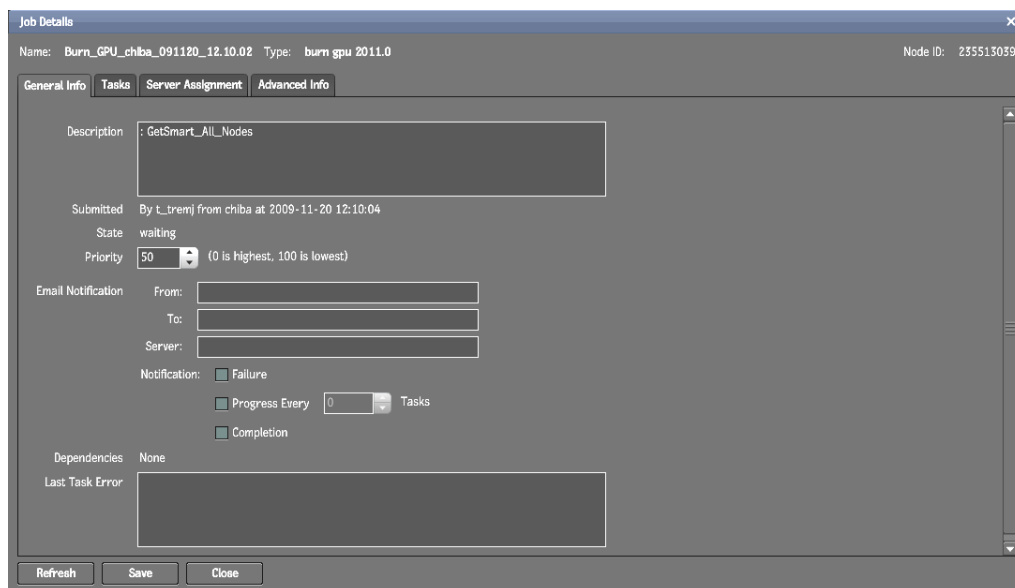 Job Details
Name: Burn_GPU_chiba_091120_12.10.02 Type: burn gpu 2011.0 Node ID: 235513039
General Info Tasks Server Assignment Advanced Info
Description : GetSmart_All_Nodes
Submitted By t_tremj from chiba at 2009-11-20 12:10:04
State waiting
Priority 50 (0 is highest, 100 is lowest)
Email Notification From:
To:
Server:
Notification: Failure
Progress Every 0 Tasks
Completion
Dependencies None
Last Task Error
Refresh Save Close